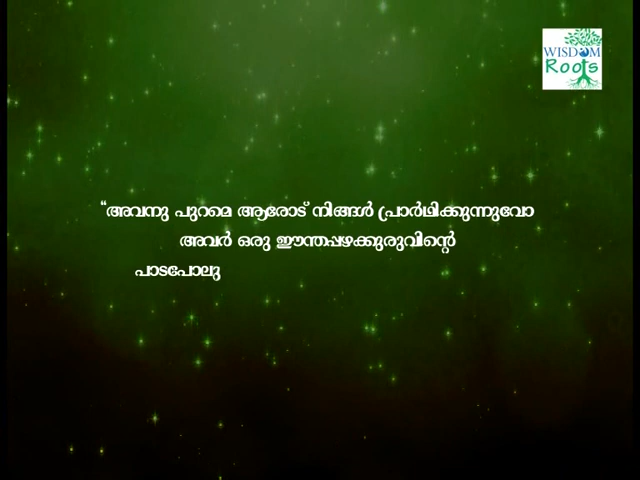 WISDOM
Roots
“അവനു പുറമെ ആരോട് നിങ്ങൾ പ്രാർഥിക്കുന്നുവോ
അവർ ഒരു ഈന്തപ്പഴക്കുരുവിന്റെ
പാടപോലു